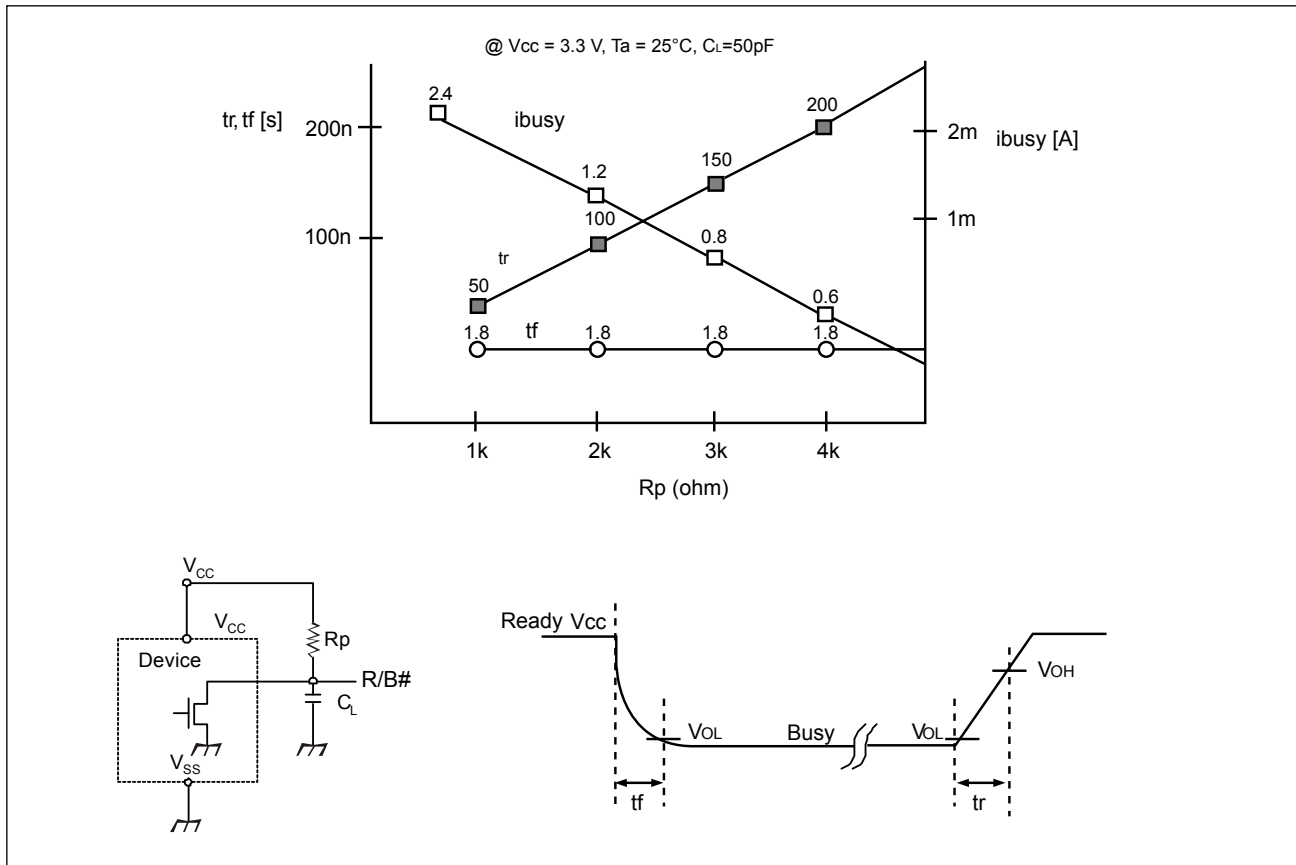 @ Vcc = 3.3 V, Ta = 25°C, CL=50pF
tr, tf [s]
200n
100n
2.4
ibusy
1.2
0.8
0.6
200
150
100
tr
50
tf
1.8
1.8
1.8
1.8
2m
ibusy [A]
1m
1k
2k
3k
4k
Rp (ohm)
VCC
VCC
Rp
Device
R/B#
CL
VSS
Ready Vcc
VOH
VOL
Busy
VOL
tf
tr